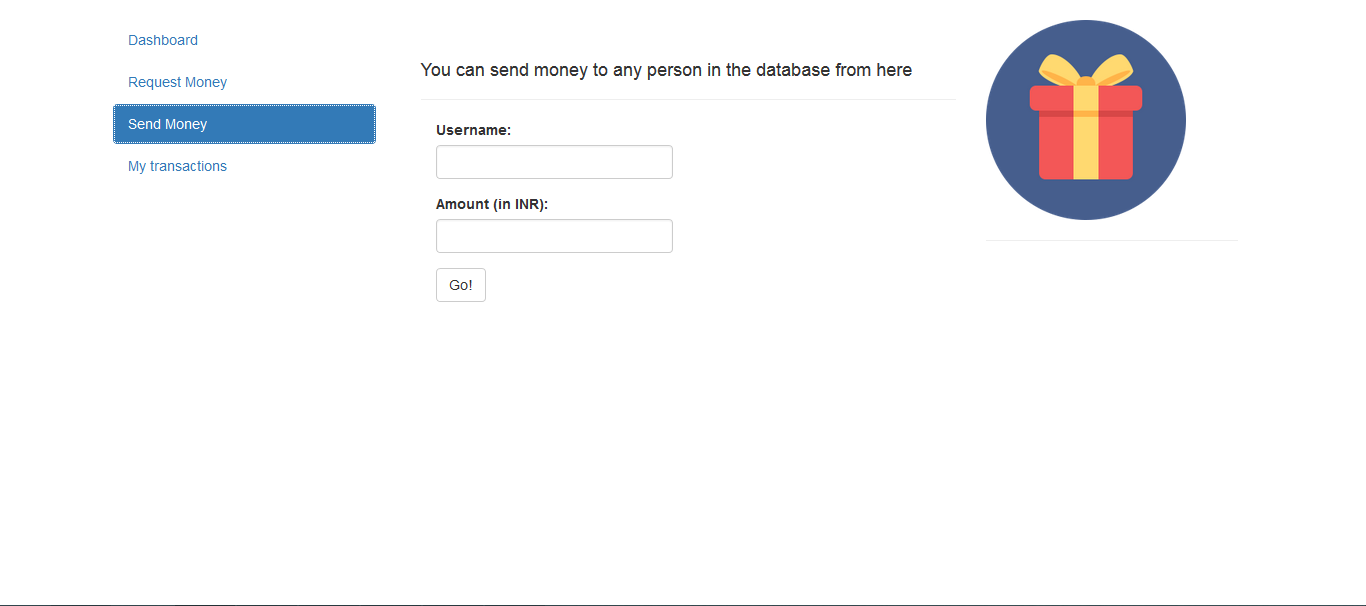 Dashboard
Request Money
Send Money
My transactions
You can send money to any person in the database from here
Username:
Amount (in INR):
Go!